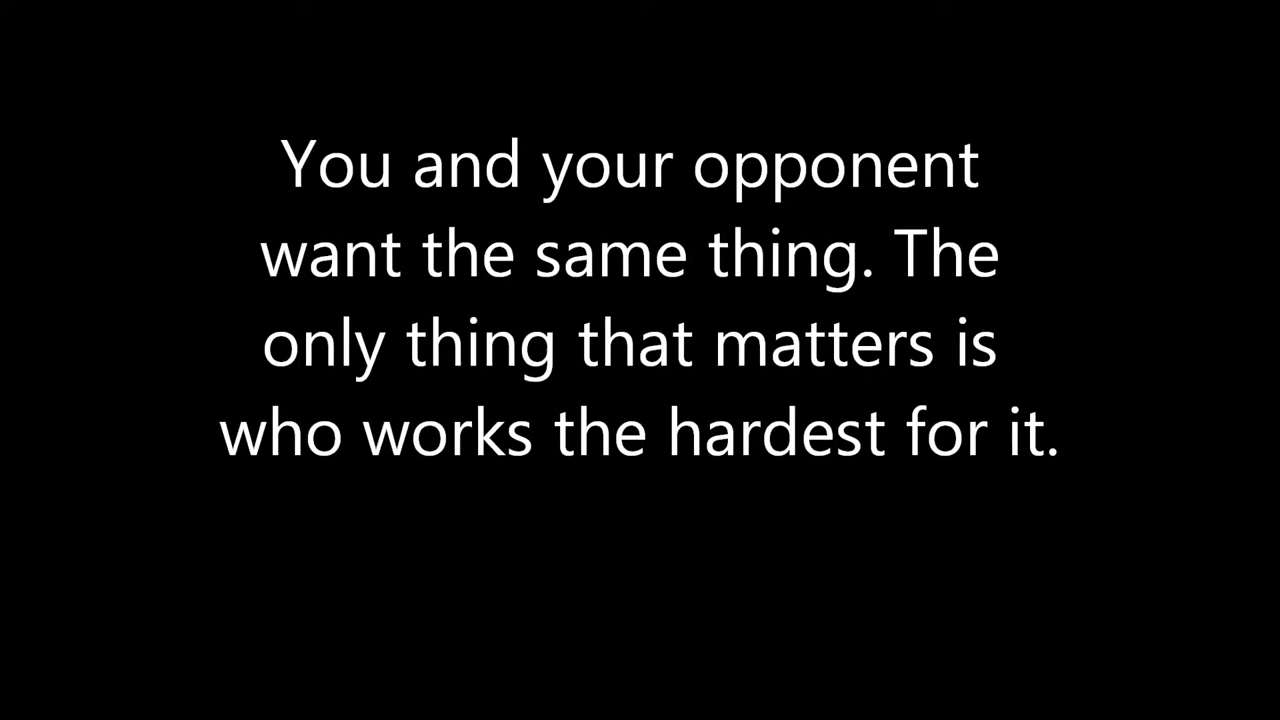 You and your opponent
want the same thing. The
only thing that matters is
who works the hardest for it.